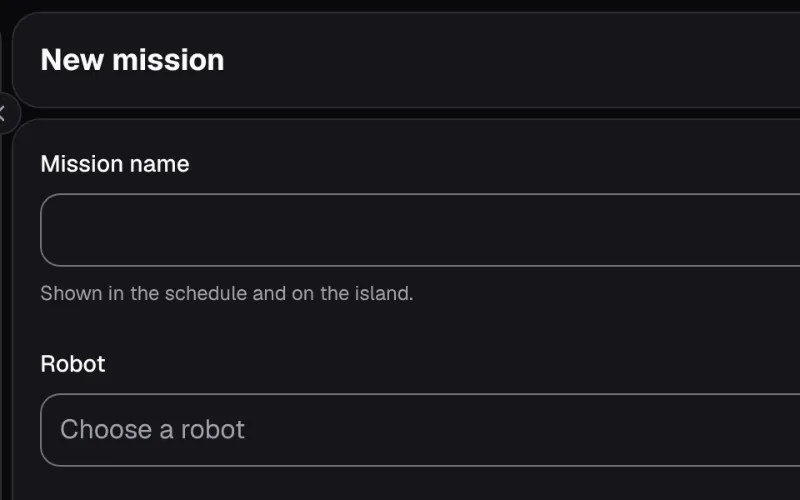 New mission
Mission name
Shown in the schedule and on the island.
Robot
Choose a robot